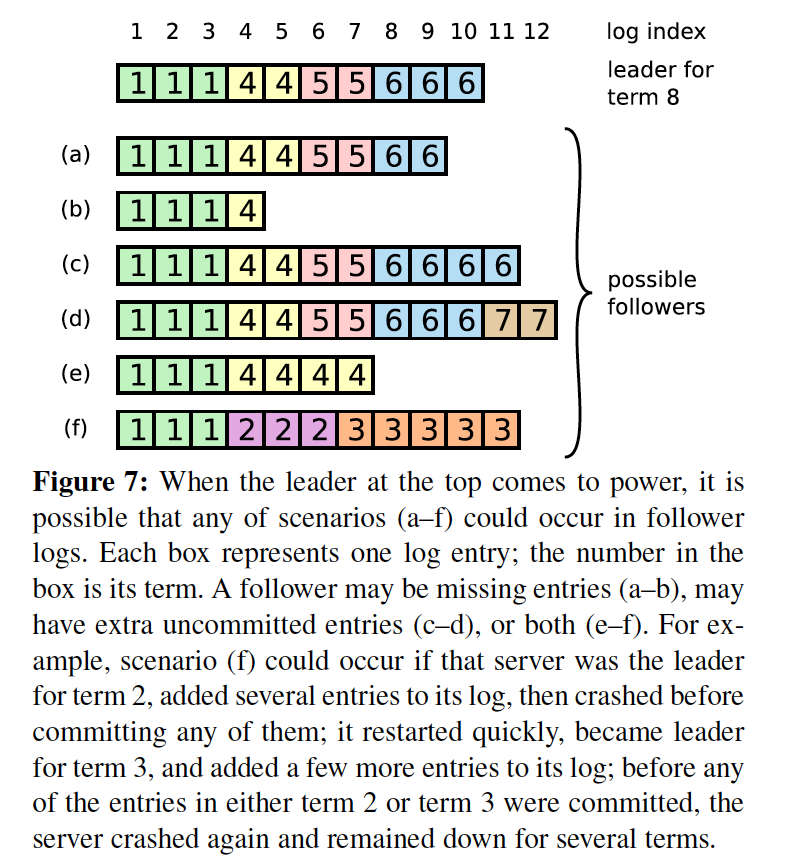 1 2 3 4 5 6 7 8 9 10 11 12 log index
1 1 1 4 4 5 5 6 6 6 leader for
term 8
(a) 1 1 1 4 4 5 5 6 6
(b) 1 1 1 4
(c) 1 1 1 4 4 5 5 6 6 6 6
(d) 1 1 1 4 4 5 5 6 6 6 7 7
(e) 1 1 1 4 4 4 4
(f) 1 1 1 2 2 2 3 3 3 3 3
possible
followers
Figure 7: When the leader at the top comes to power, it is
possible that any of scenarios (a–f) could occur in follower
logs. Each box represents one log entry; the number in the
box is its term. A follower may be missing entries (a–b), may
have extra uncommitted entries (c–d), or both (e–f). For ex-
ample, scenario (f) could occur if that server was the leader
for term 2, added several entries to its log, then crashed before
committing any of them; it restarted quickly, became leader
for term 3, and added a few more entries to its log; before any
of the entries in either term 2 or term 3 were committed, the
server crashed again and remained down for several terms.